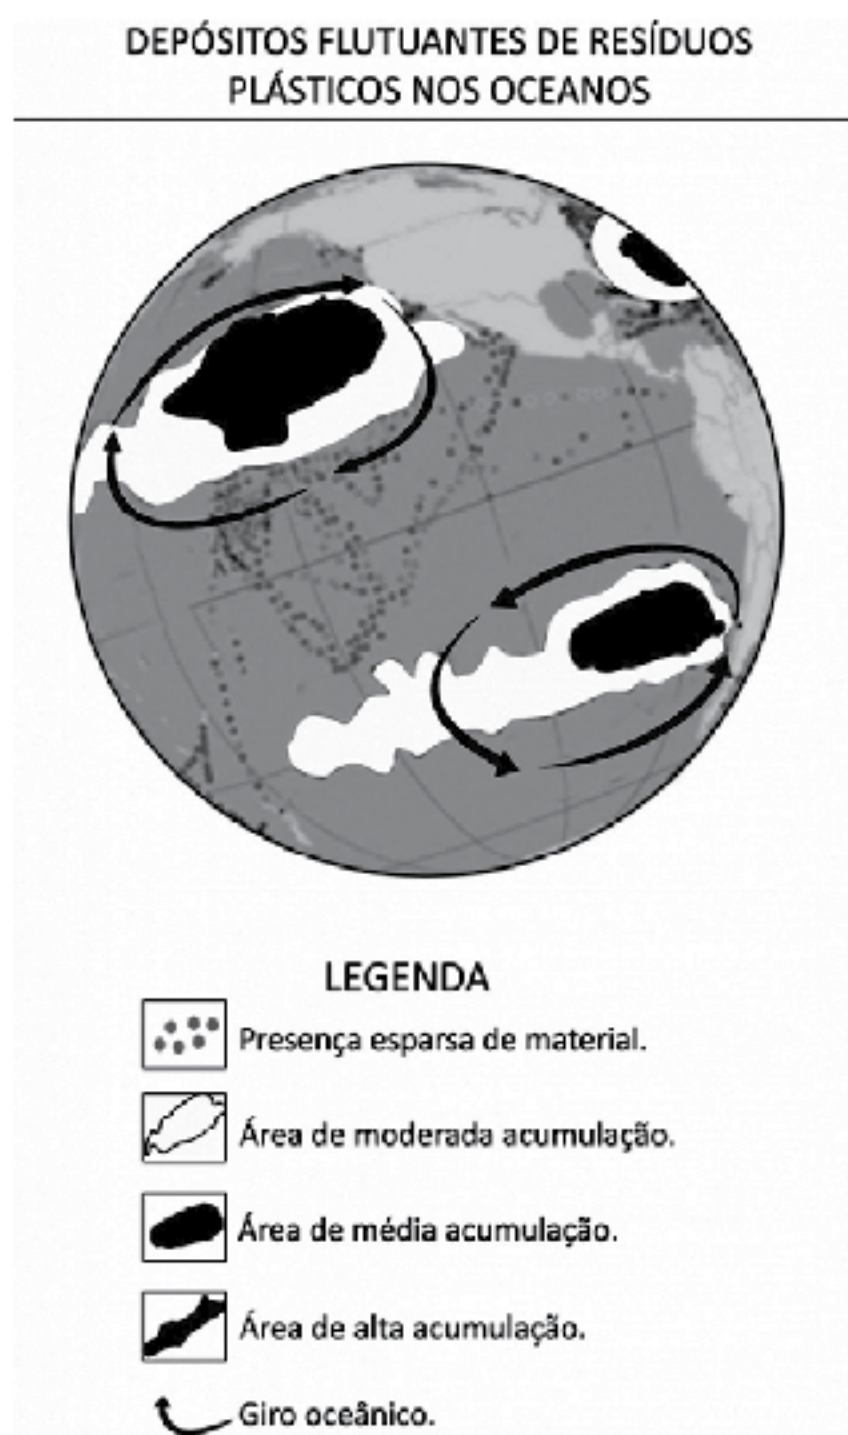 DEPÓSITOS FLUTUANTES DE RESÍDUOS
PLÁSTICOS NOS OCEANOS
LEGENDA
Presença esparsa de material.
Área de moderada acumulação.
Área de média acumulação.
Área de alta acumulação.
Giro oceânico.